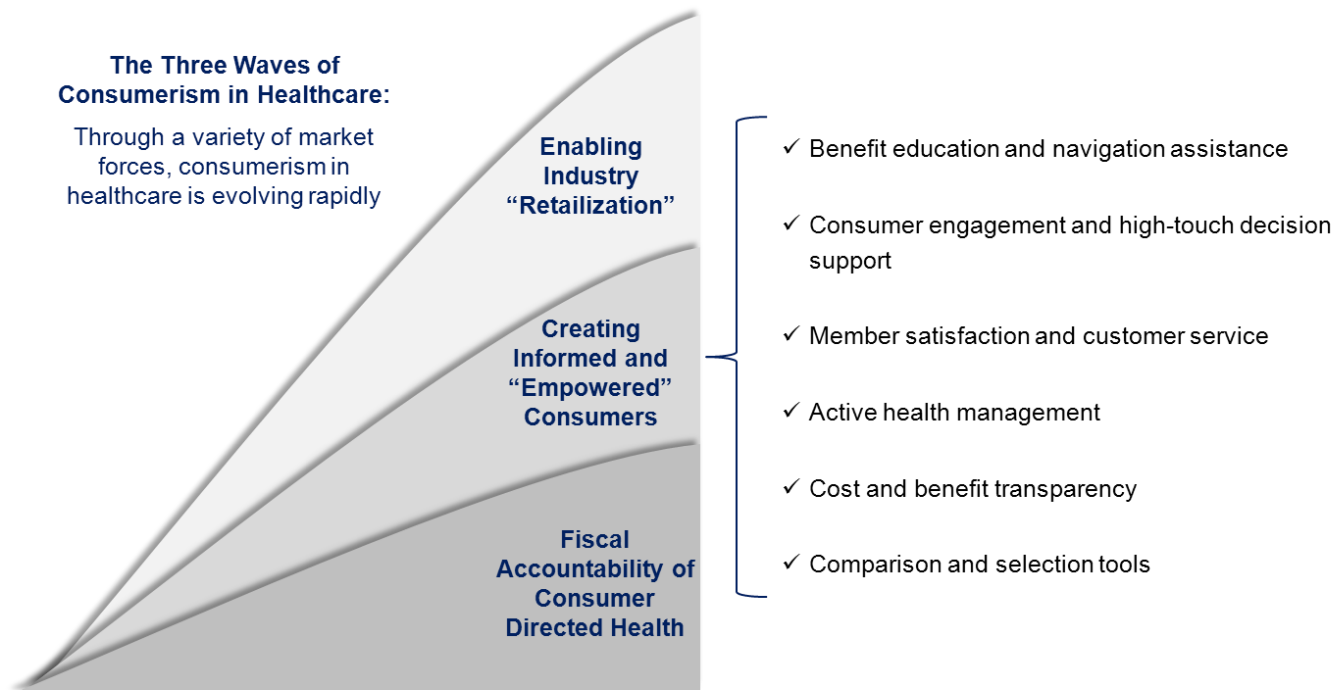 The Three Waves of
Consumerism in Healthcare:
Through a variety of market
forces, consumerism in
healthcare is evolving rapidly
Enabling
Industry
“Retailization”
Creating
Informed and
“Empowered”
Consumers
Fiscal
Accountability of
Consumer
Directed Health
✓ Benefit education and navigation assistance
✓ Consumer engagement and high-touch decision
support
✓ Member satisfaction and customer service
✓ Active health management
✓ Cost and benefit transparency
✓ Comparison and selection tools